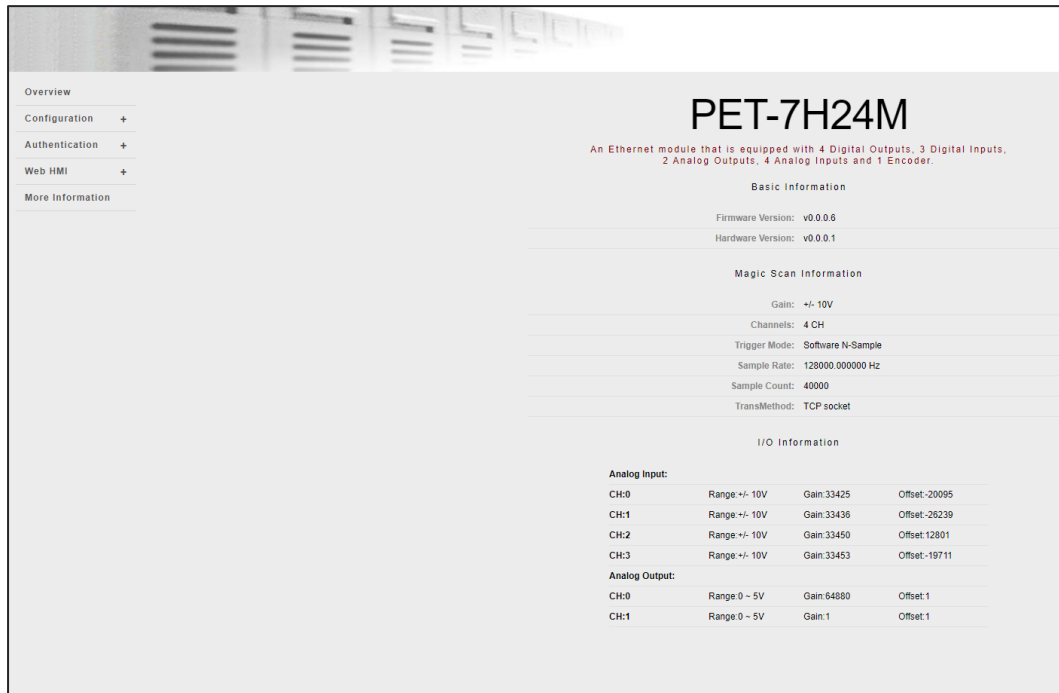 Overview
Configuration +
Authentication +
Web HMI +
More Information
PET-7H24M
An Ethernet module that is equipped with 4 Digital Outputs, 3 Digital Inputs,
2 Analog Outputs, 4 Analog Inputs and 1 Encoder.
Basic Information
Firmware Version: v0.0.0.6
Hardware Version: v0.0.0.1
Magic Scan Information
Gain: +/- 10V
Channels: 4 CH
Trigger Mode: Software N-Sample
Sample Rate: 128000.000000 Hz
Sample Count: 40000
TransMethod: TCP socket
I/O Information
Analog Input:
CH:0 Range:+/- 10V Gain:33425 Offset:-20095
CH:1 Range:+/- 10V Gain:33436 Offset:-26239
CH:2 Range:+/- 10V Gain:33450 Offset:12801
CH:3 Range:+/- 10V Gain:33453 Offset:-19711
Analog Output:
CH:0 Range:0 ~ 5V Gain:64880 Offset:1
CH:1 Range:0 ~ 5V Gain:1 Offset:1